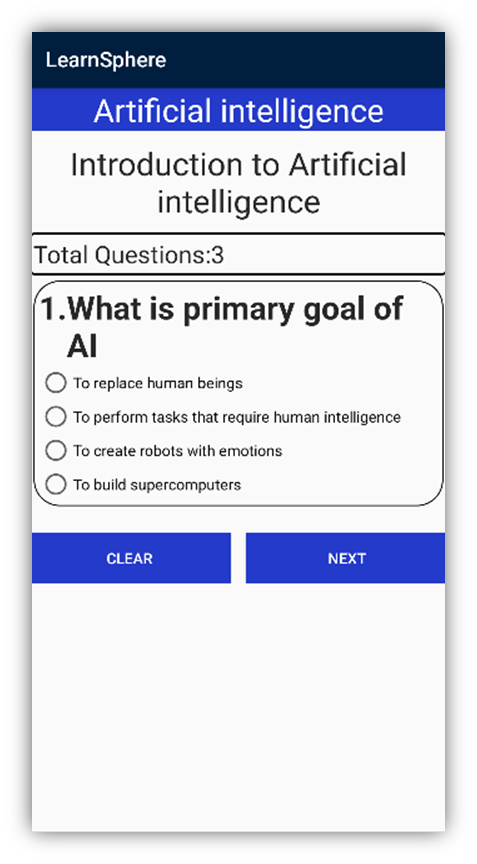 LearnSphere
Artificial intelligence
Introduction to Artificial
intelligence
Total Questions:3
1.What is primary goal of
AI
To replace human beings
To perform tasks that require human intelligence
To create robots with emotions
To build supercomputers
CLEAR
NEXT